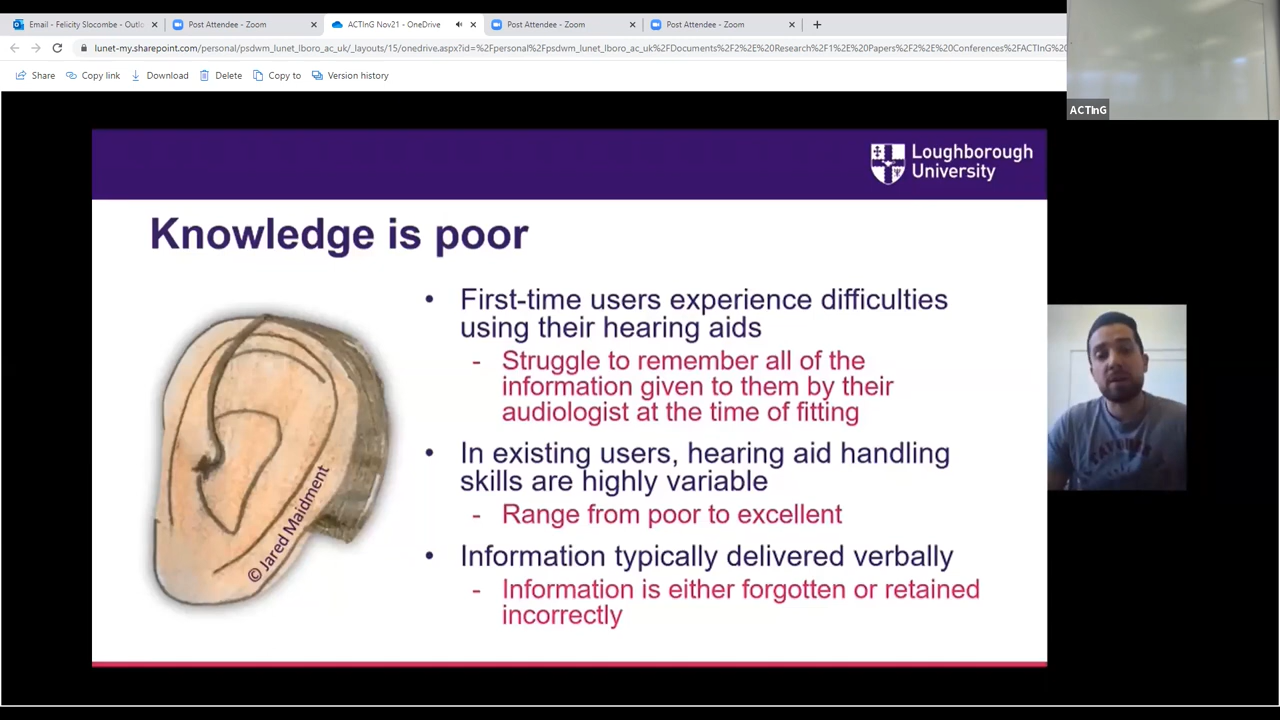 Email - Felicity Slocombe - Outlo
Post Attendee - Zoom
ACTInG Nov21 - OneDrive
Post Attendee - Zoom
Post Attendee - Zoom
lunet-my.sharepoint.com/personal/psdwm_lunet_lboro_ac_uk/_layouts/15/onedrive.aspx?id=%2Fpersonal%2Fpsdwm_lunet_lboro_ac_uk%2FDocuments%2F2%2E%20Research%2F1%2E%20Papers%2F2%2E%20Conferences%2FACTInG%20
Share
Copy link
Download
Delete
Copy to
Version history
ACTInG
Loughborough
University
Knowledge is poor
• First-time users experience difficulties
using their hearing aids
- Struggle to remember all of the
information given to them by their
audiologist at the time of fitting
• In existing users, hearing aid handling
skills are highly variable
- Range from poor to excellent
• Information typically delivered verbally
- Information is either forgotten or retained
incorrectly
© Jared Maidment